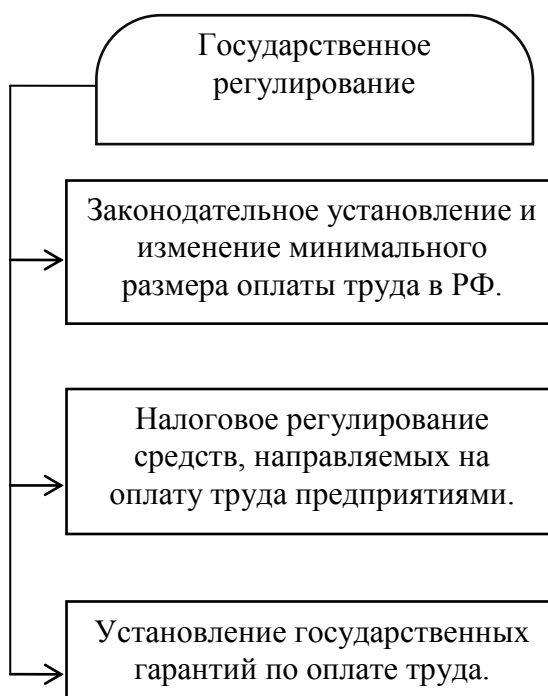 Государственное
регулирование
Законодательное установление и
изменение минимального
размера оплаты труда в РФ.
Налоговое регулирование
средств, направляемых на
оплату труда предприятиями.
Установление государственных
гарантий по оплате труда.